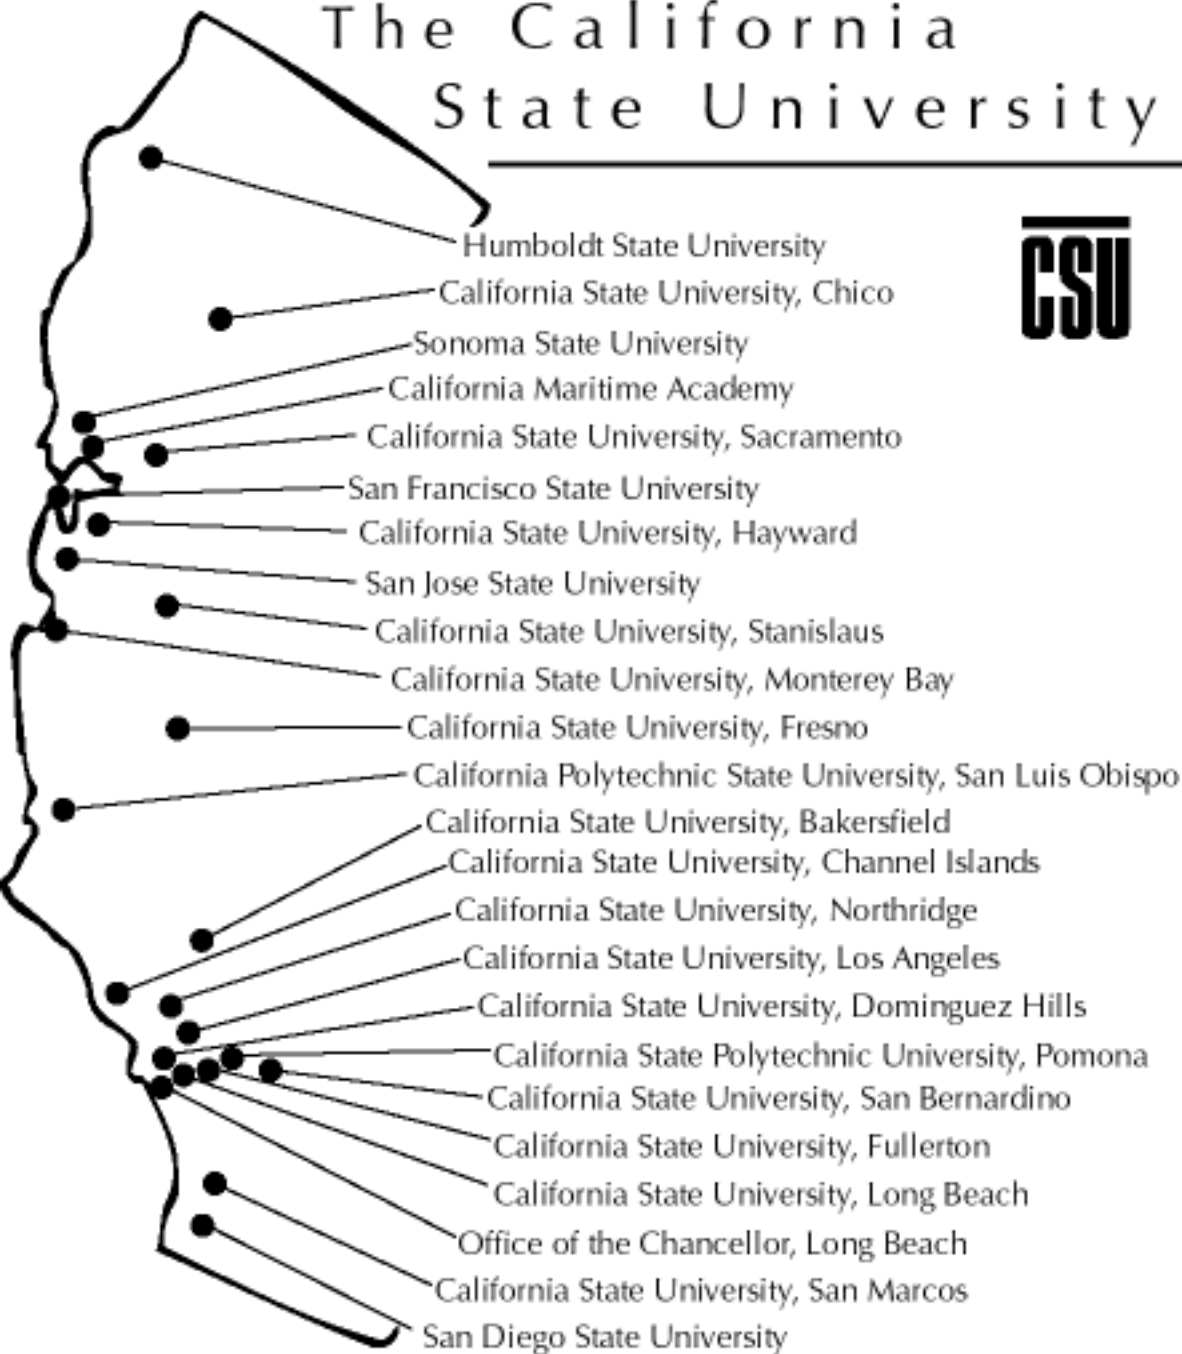 The California
State University
CSU
Humboldt State University
California State University, Chico
Sonoma State University
California Maritime Academy
California State University, Sacramento
San Francisco State University
California State University, Hayward
San Jose State University
California State University, Stanislaus
California State University, Monterey Bay
California State University, Fresno
California Polytechnic State University, San Luis Obispo
California State University, Bakersfield
California State University, Channel Islands
California State University, Northridge
California State University, Los Angeles
California State University, Dominguez Hills
California State Polytechnic University, Pomona
California State University, San Bernardino
California State University, Fullerton
California State University, Long Beach
Office of the Chancellor, Long Beach
California State University, San Marcos
San Diego State University